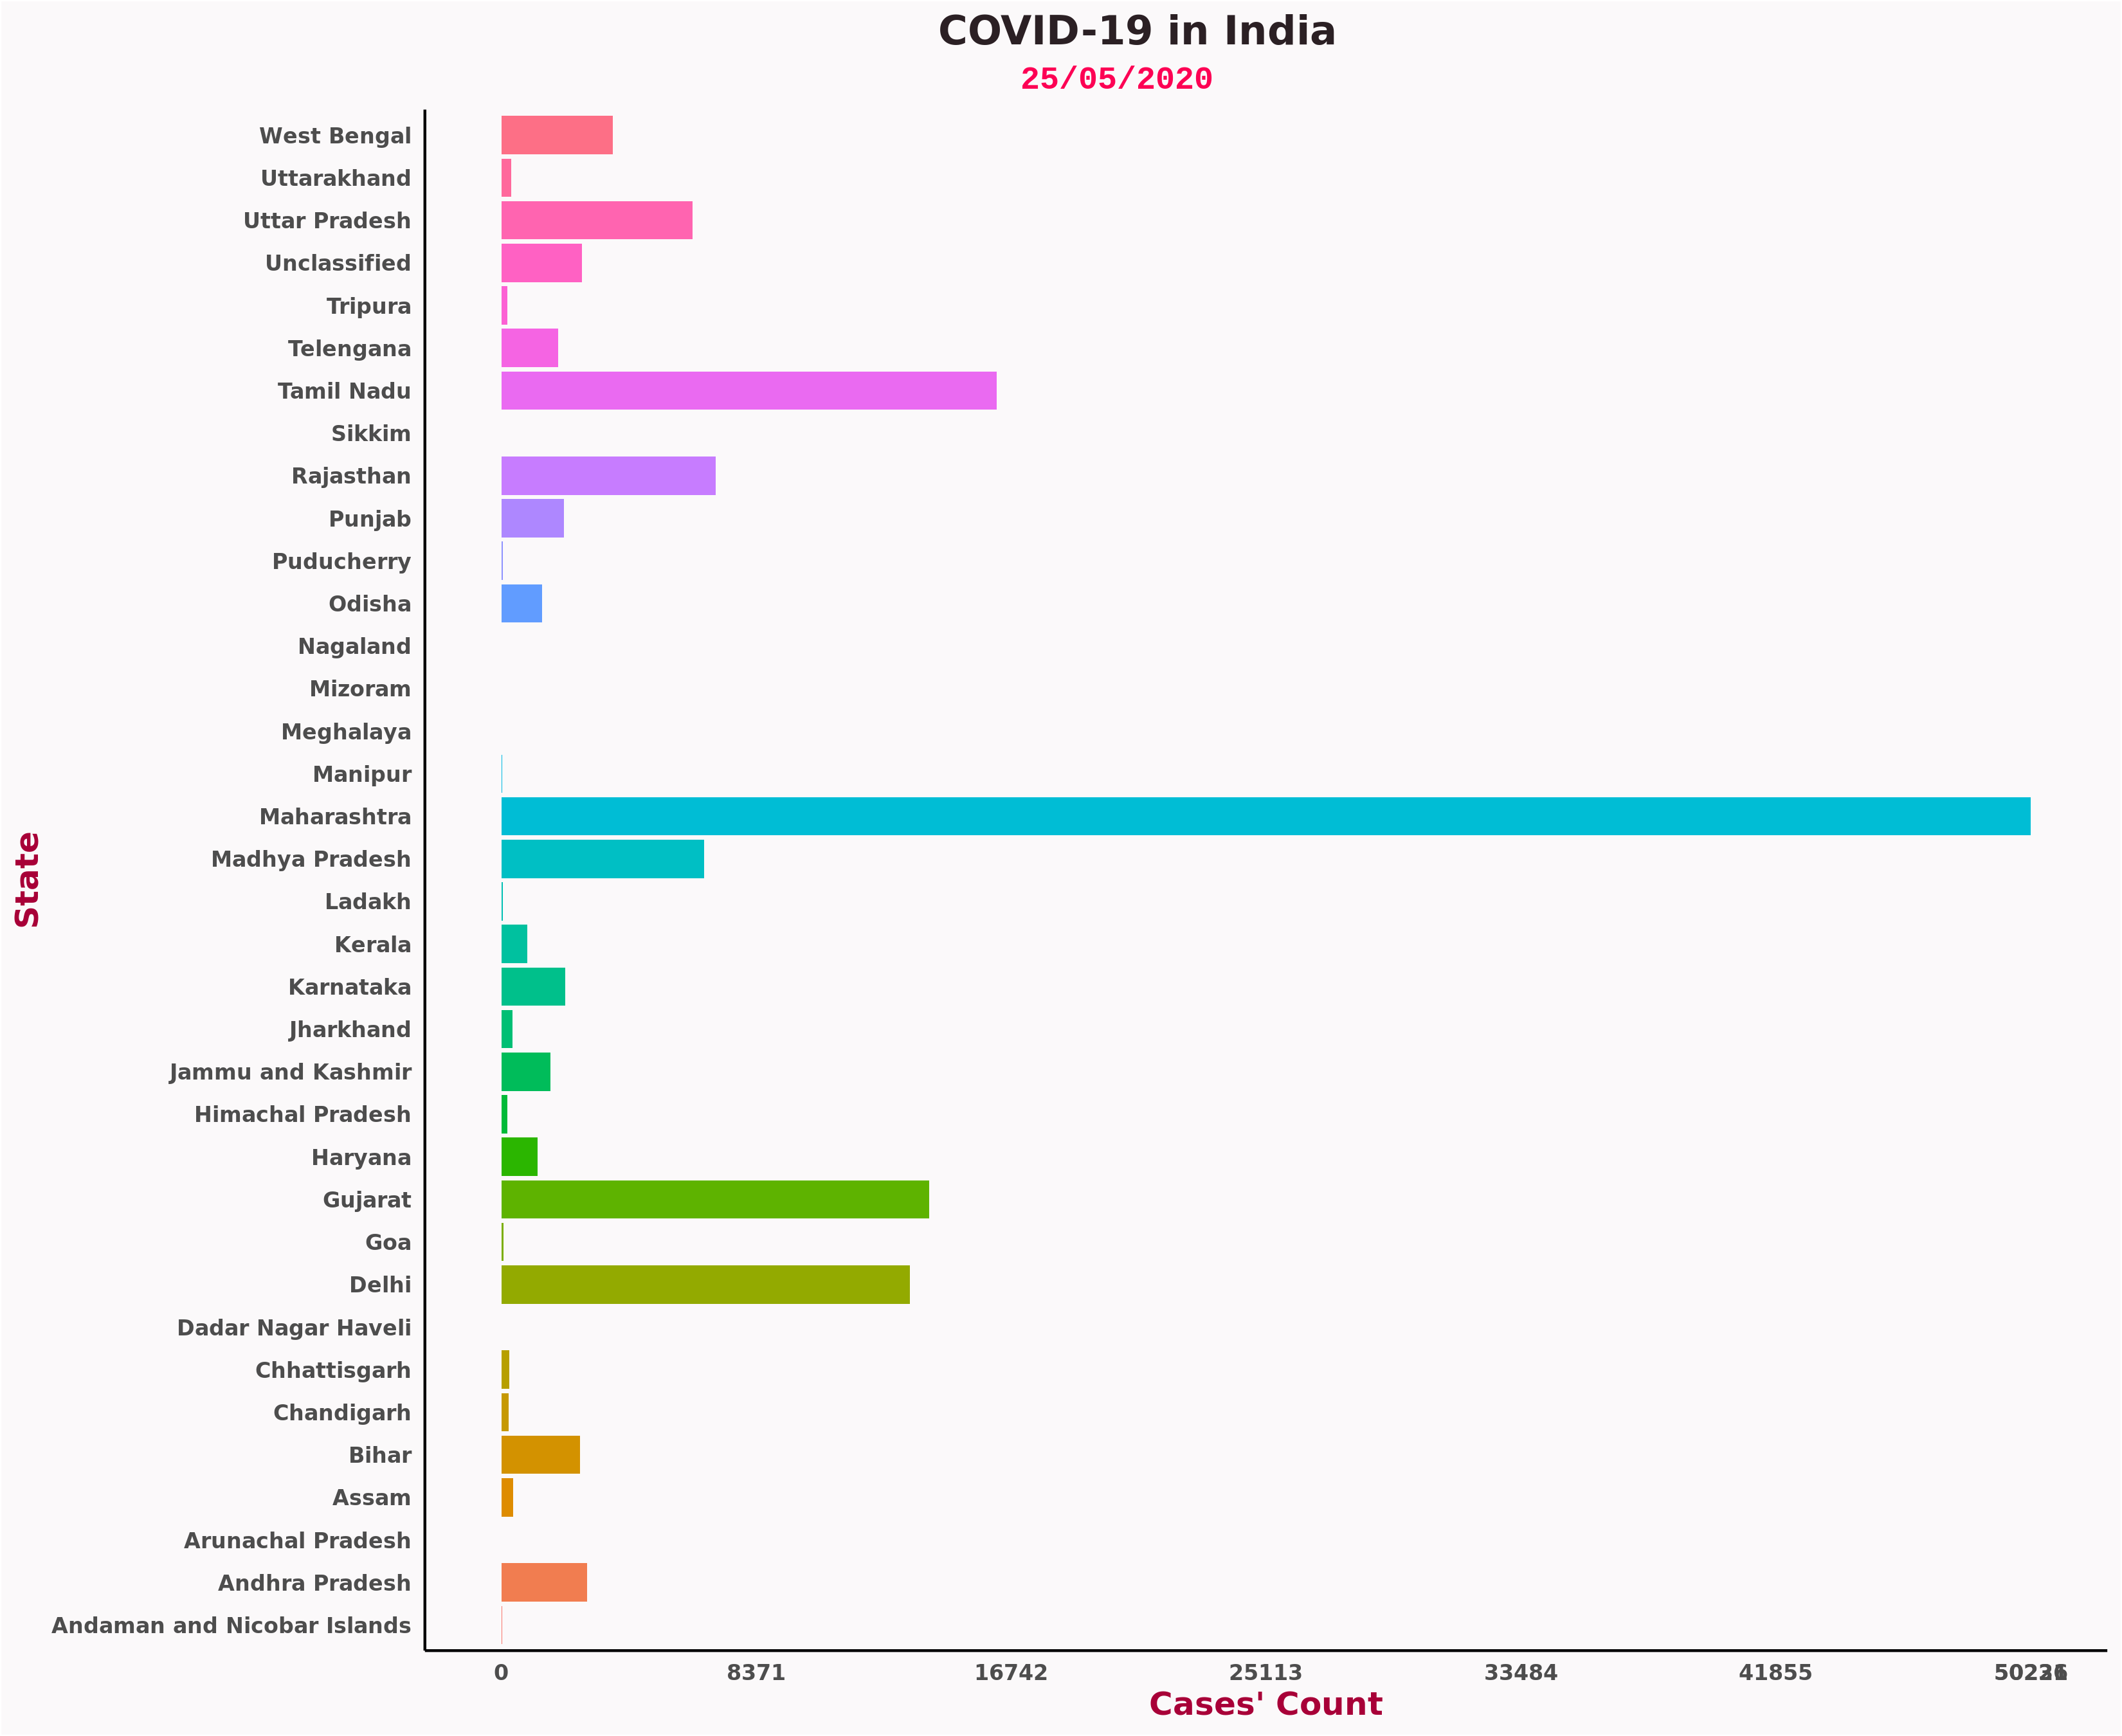 COVID-19 in India
25/05/2020
West Bengal
Uttarakhand
Uttar Pradesh
Unclassified
Tripura
Telengana
Tamil Nadu
Sikkim
Rajasthan
Punjab
Puducherry
Odisha
Nagaland
Mizoram
Meghalaya
Manipur
Maharashtra
Madhya Pradesh
Ladakh
Kerala
Karnataka
Jharkhand
Jammu and Kashmir
Himachal Pradesh
Haryana
Gujarat
Goa
Delhi
Dadar Nagar Haveli
Chhattisgarh
Chandigarh
Bihar
Assam
Arunachal Pradesh
Andhra Pradesh
Andaman and Nicobar Islands
State
0 8371 16742 25113 33484 41855
Cases' Count